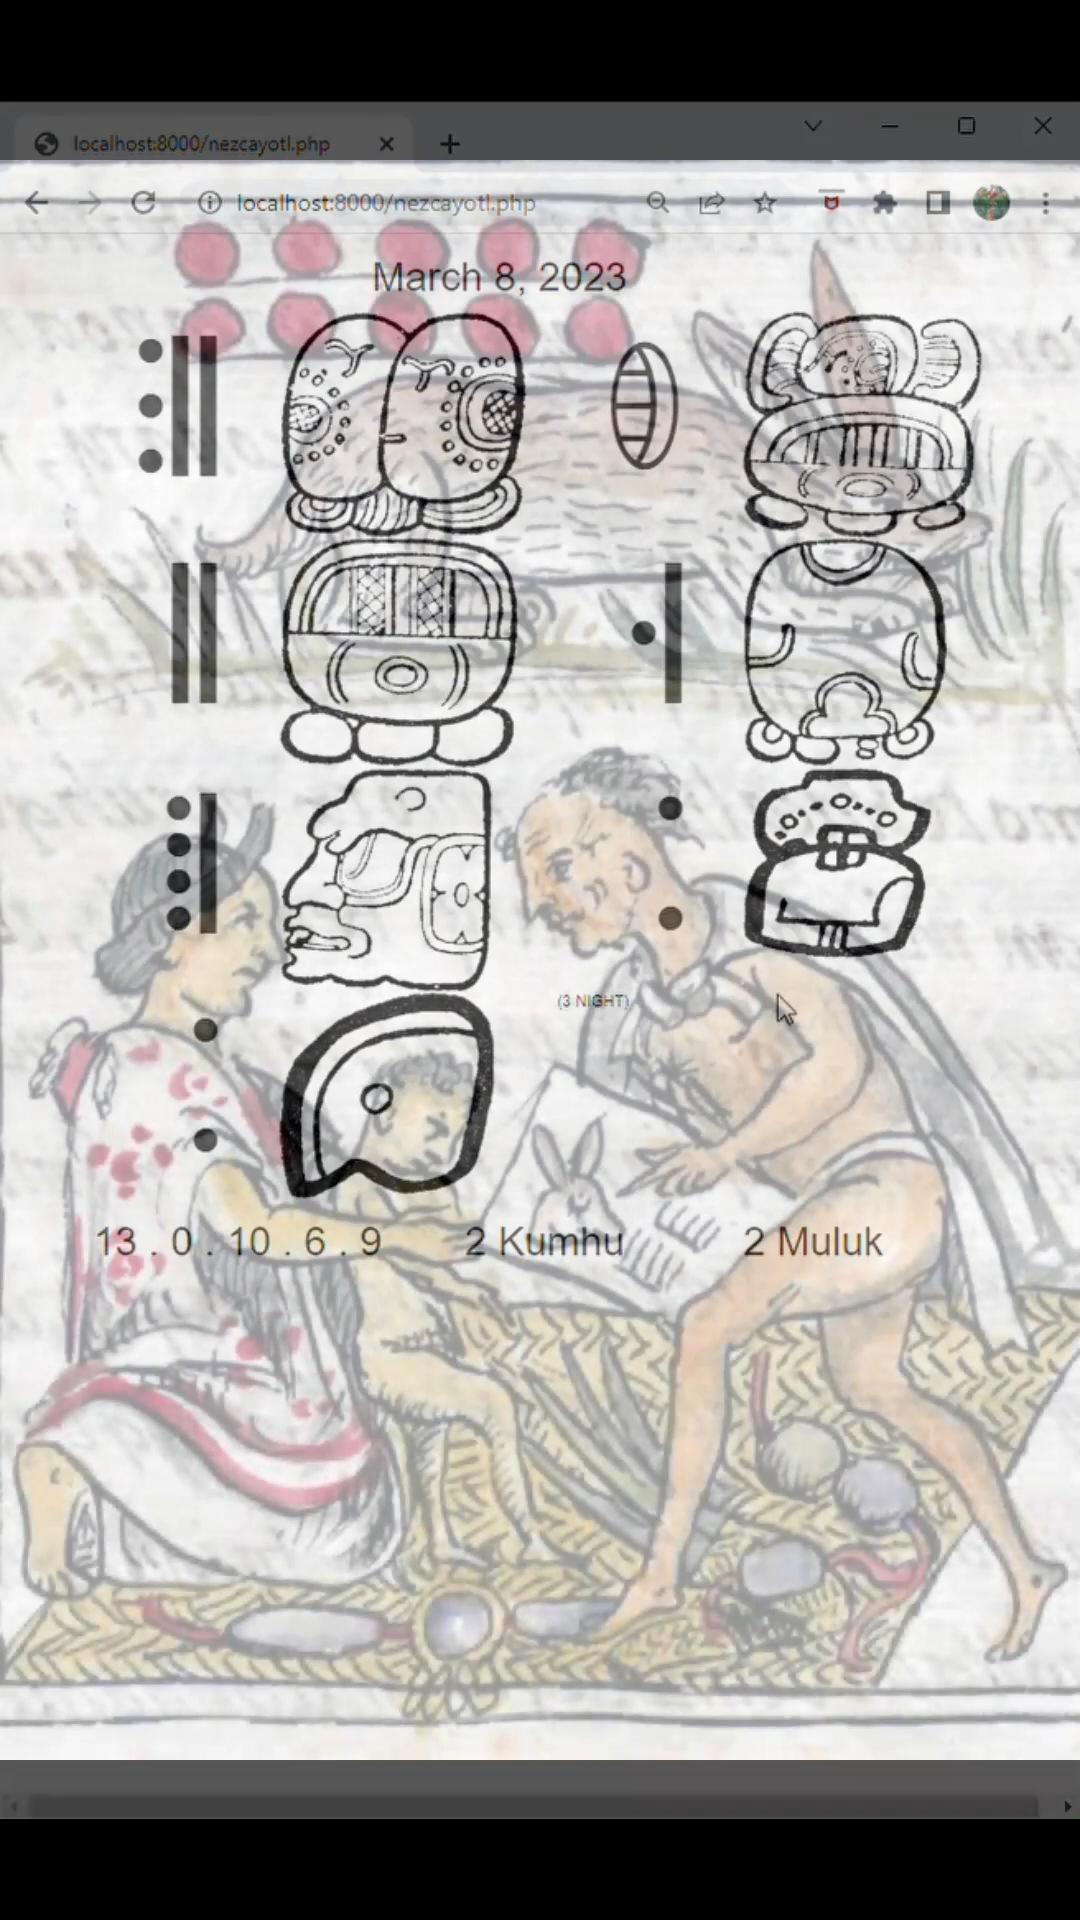 localhost:8000/nezcayotl.php
localhost:8000/nezcayotl.php
March 8, 2023
(3 NIGHT)
13 . 0 . 10 . 6 . 9 2 Kumhu 2 Muluk